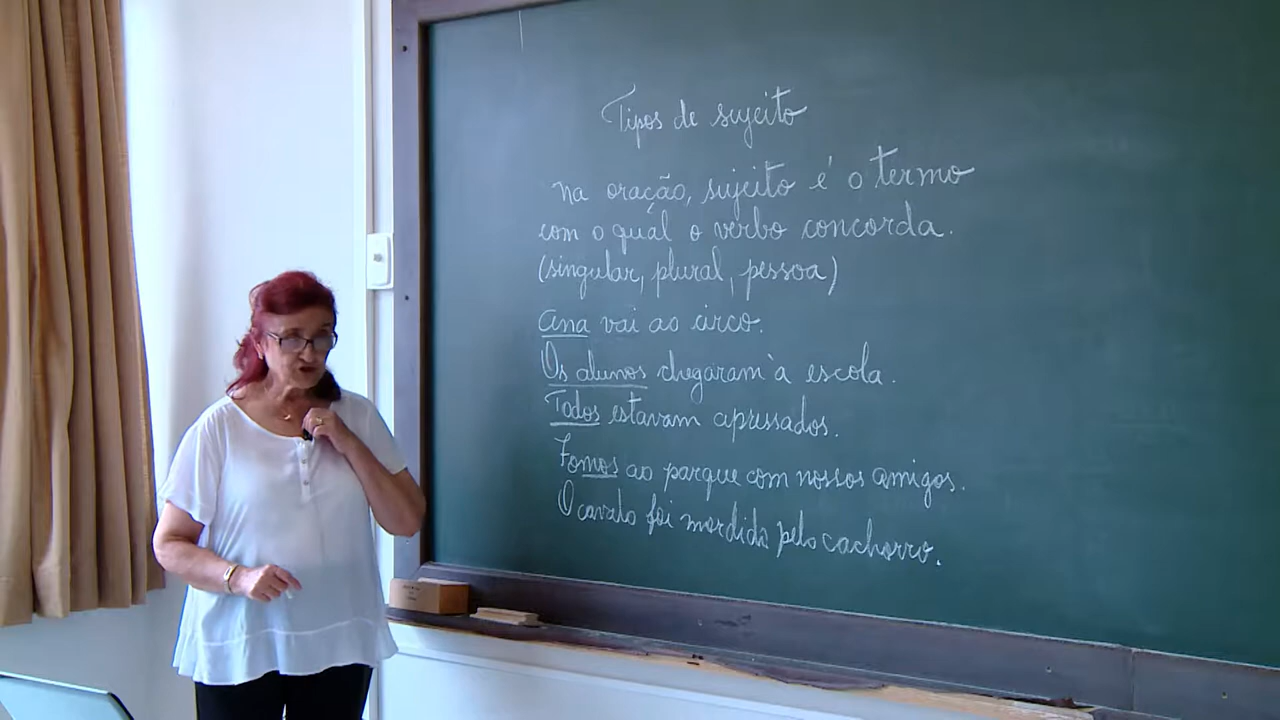 Tipos de sujeito
na oração, sujeito é o termo
com o qual o verbo concorda.
(singular, plural, pessoa)
Ana vai ao circo.
Os alunos chegaram à escola.
Todos estavam apressados.
Fomos ao parque com nossos amigos.
O cavalo foi mordido pelo cachorro.